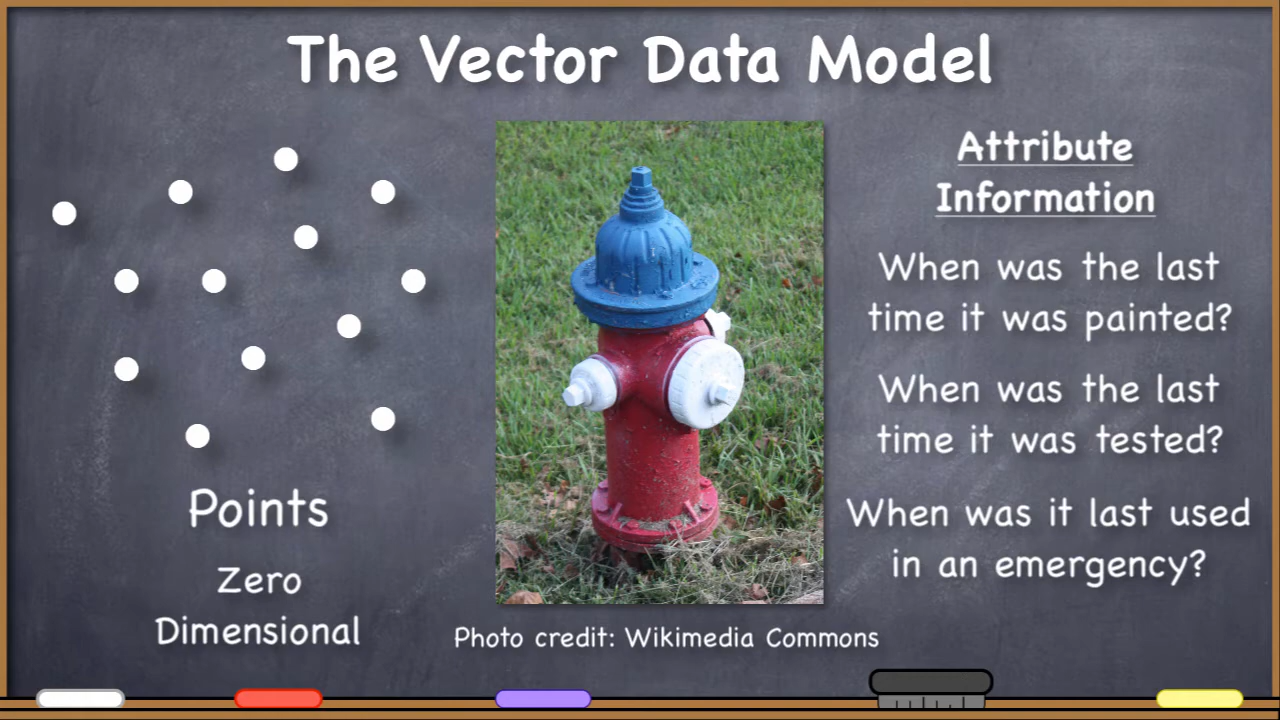 The Vector Data Model
Points
Zero
Dimensional
Photo credit: Wikimedia Commons
Attribute
Information
When was the last
time it was painted?
When was the last
time it was tested?
When was it last used
in an emergency?